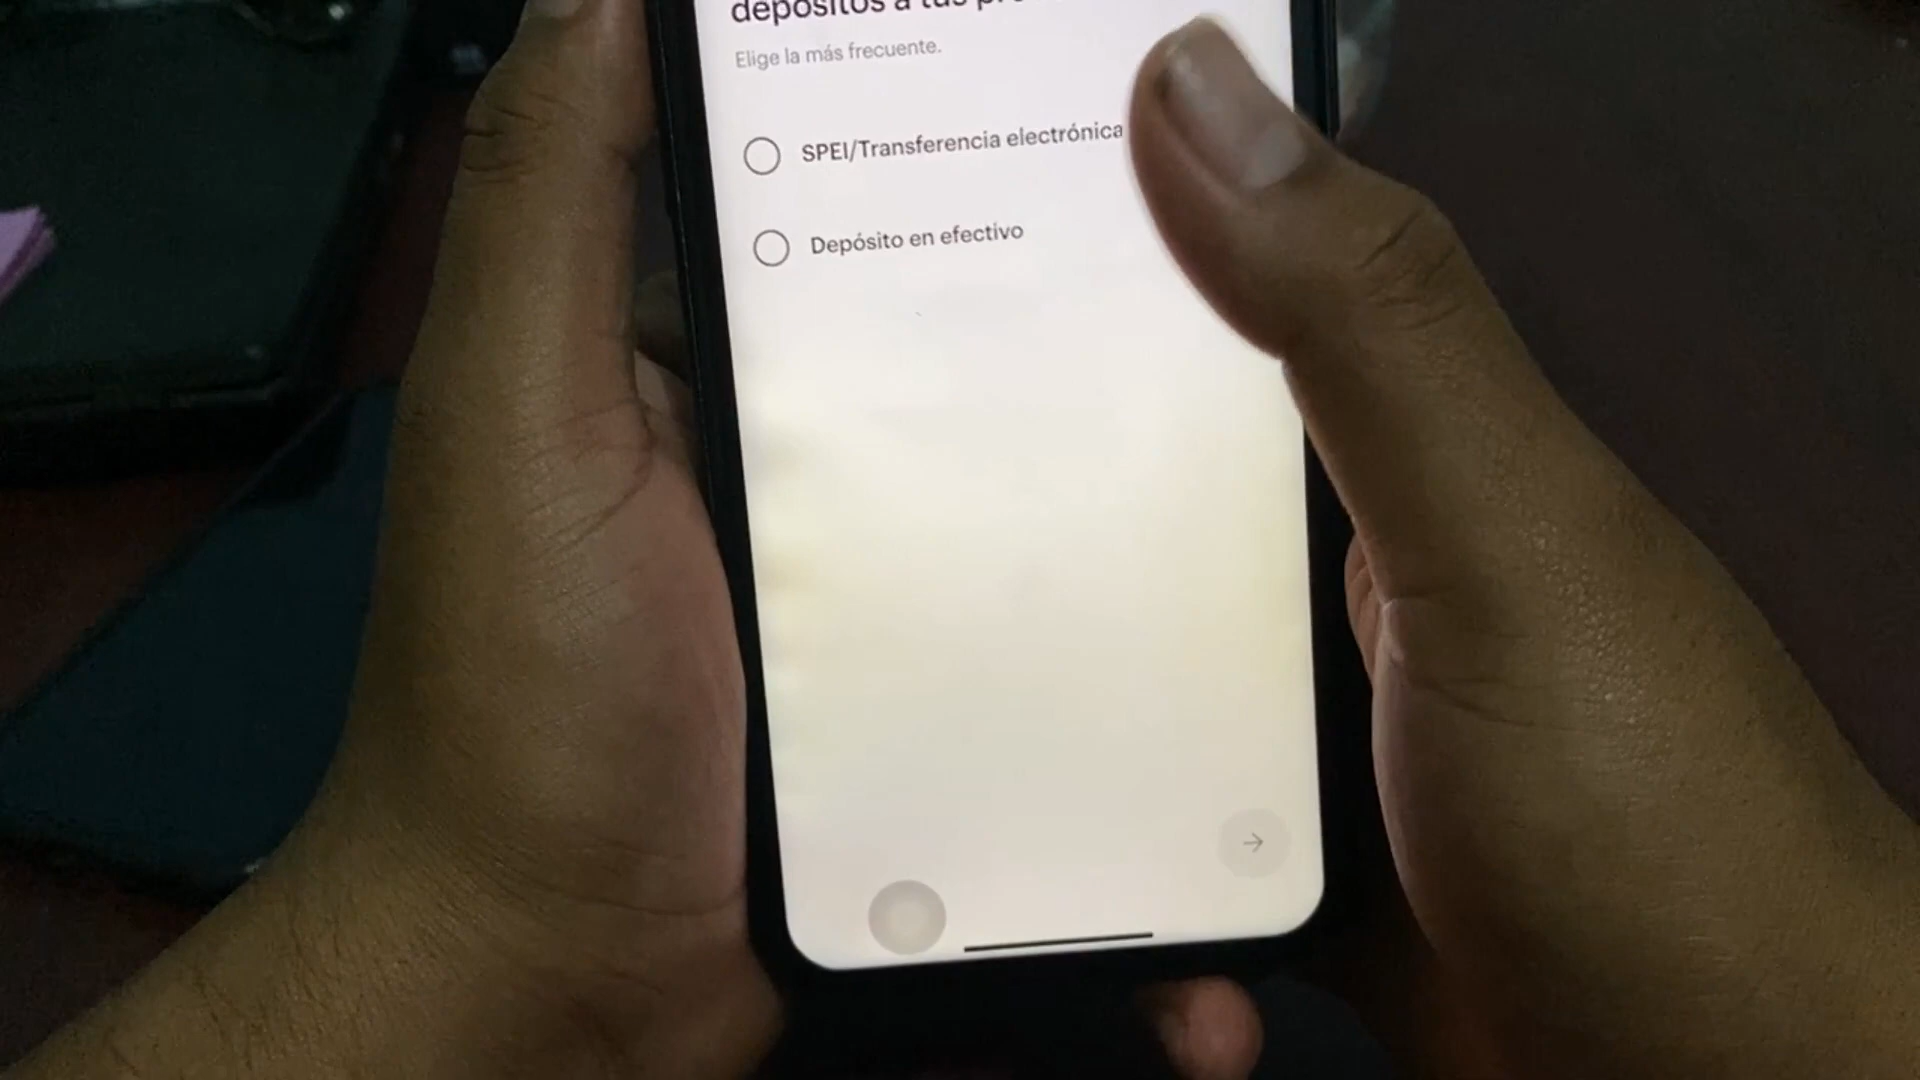 depósitos a tus
Elige la más frecuente.
SPEI/Transferencia electrónica
Depósito en efectivo